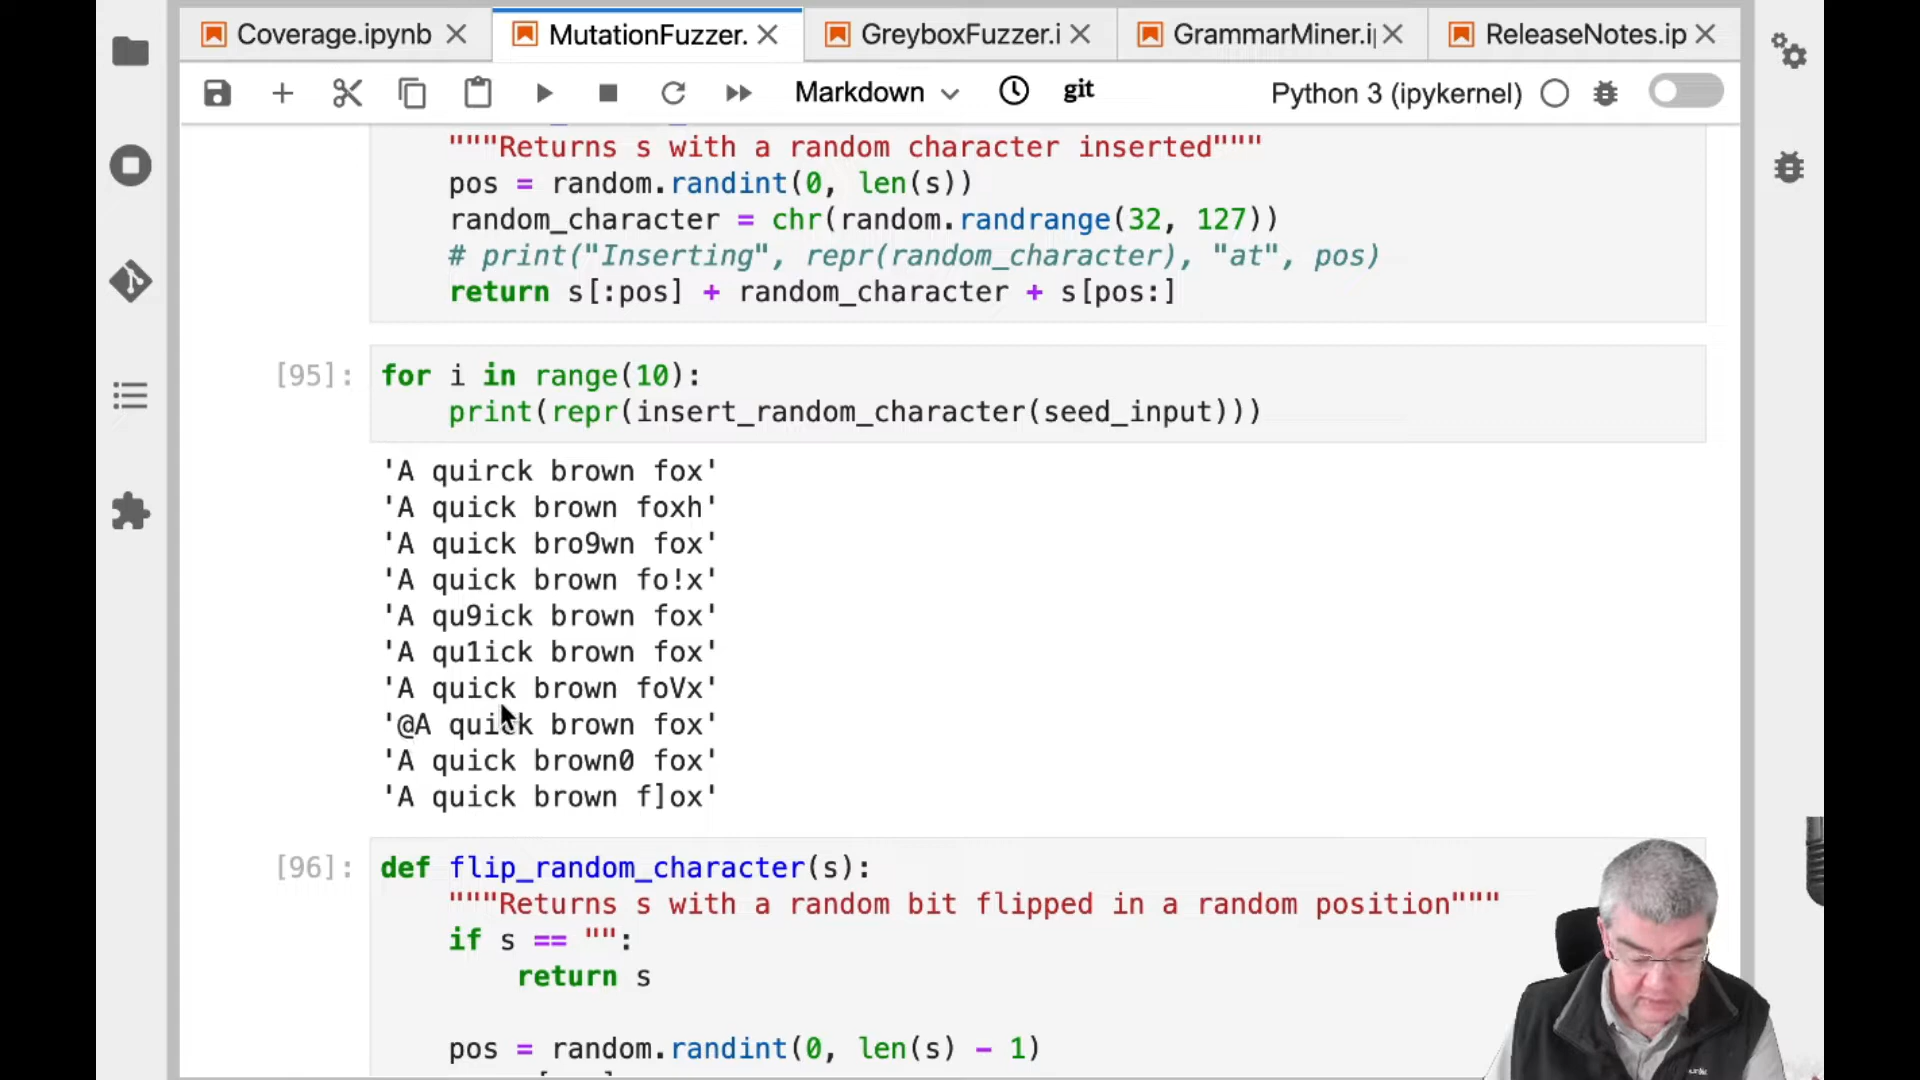 Coverage.ipynb
MutationFuzzer.
GreyboxFuzzer.i
GrammarMiner.i
ReleaseNotes.ip
Markdown
git
Python 3 (ipykernel)
"""Returns s with a random character inserted"""
pos = random.randint(0, len(s))
random_character = chr(random.randrange(32, 127))
# print("Inserting", repr(random_character), "at", pos)
return s[:pos] + random_character + s[pos:]
[95]: for i in range(10):
print(repr(insert_random_character(seed_input)))
'A quirck brown fox'
'A quick brown foxh'
'A quick bro9wn fox'
'A quick brown fo!x'
'A qu9ick brown fox'
'A qu1ick brown fox'
'A quick brown foVx'
'@A quick brown fox'
'A quick brown0 fox'
'A quick brown f]ox'
[96]: def flip_random_character(s):
"""Returns s with a random bit flipped in a random position"""
if s == "":
return s
pos = random.randint(0, len(s) - 1)